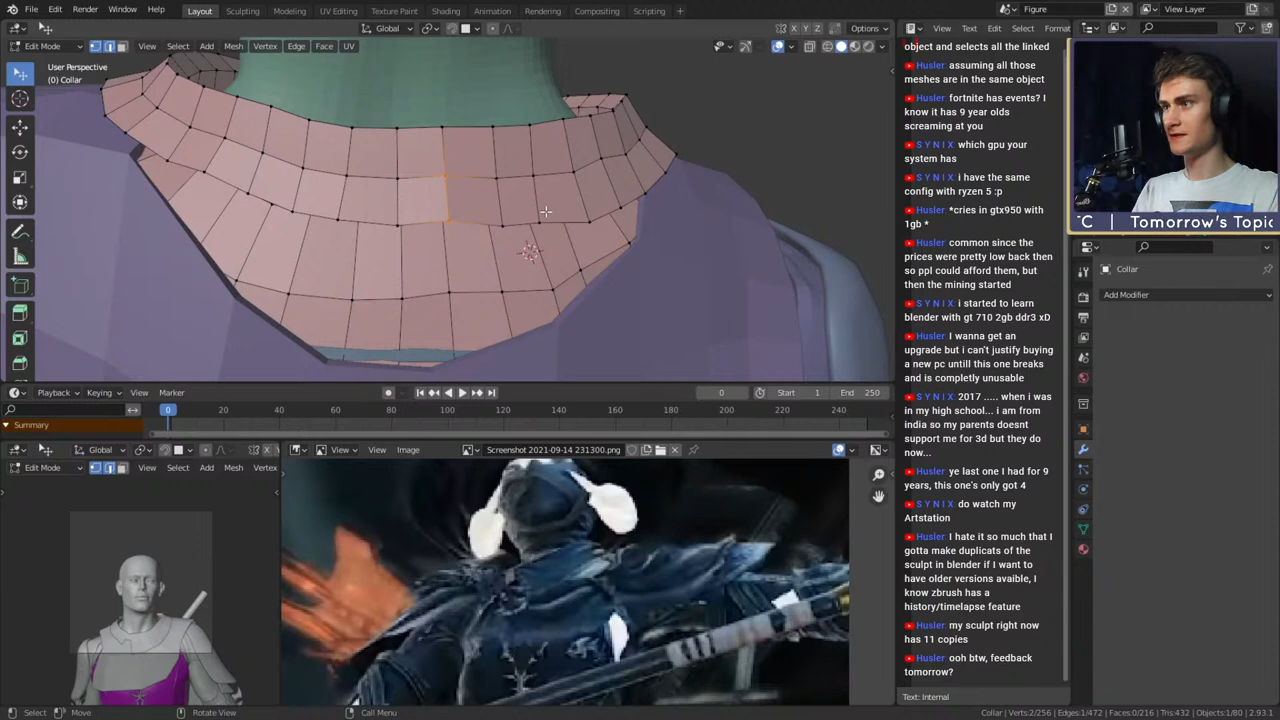 File Edit Render Window Help Layout Sculpting Modeling UV Editing Texture Paint Shading Animation Rendering Compositing Scripting + Figure View Layer
Global Options View Text Edit Select Format
Edit Mode View Select Add Mesh Vertex Edge Face UV
X Y Z
User Perspective
(0) Collar
object and selects all the linked
Husler assuming all those
meshes are in the same object
Husler fortnite has events? I
know it has 9 year olds
screaming at you
S Y N I X which gpu your
system has
S Y N I X i have the same
config with ryzen 5 :p
Husler *cries in gtx950 with
1gb *
Husler common since the
prices were pretty low back then
so ppl could afford them, but
then the mining started
S Y N I X i started to learn
blender with gt 710 2gb ddr3 xD
Husler I wanna get an
upgrade but i can't justify buying
a new pc untill this one breaks
and is completly unusable
S Y N I X 2017 ..... when i was
in my high school... i am from
india so my parents doesnt
support me for 3d but they do
now...
Husler ye last one I had for 9
years, this one's only got 4
S Y N I X do watch my
Artstation
Husler I hate it so much that I
gotta make duplicats of the
sculpt in blender if I want to
have older versions avaible, I
know zbrush has a
history/timelapse feature
Husler my sculpt right now
has 11 copies
Husler ooh btw, feedback
tomorrow?
Text: Internal
TC | Tomorrow's Topic
Collar
Add Modifier
Playback Keying View Marker 0 Start 1 End 250
0 20 40 60 80 100 120 140 160 180 200 220 240
Summary
Global
View View Image Screenshot 2021-09-14 231300.png
Edit Mode View Select Add Mesh Vertex
Select Move Rotate View Call Menu Collar | Verts:2/256 | Edges:1/472 | Faces:0/216 | Tris:432 | Objects:1/80 | 2.93.1